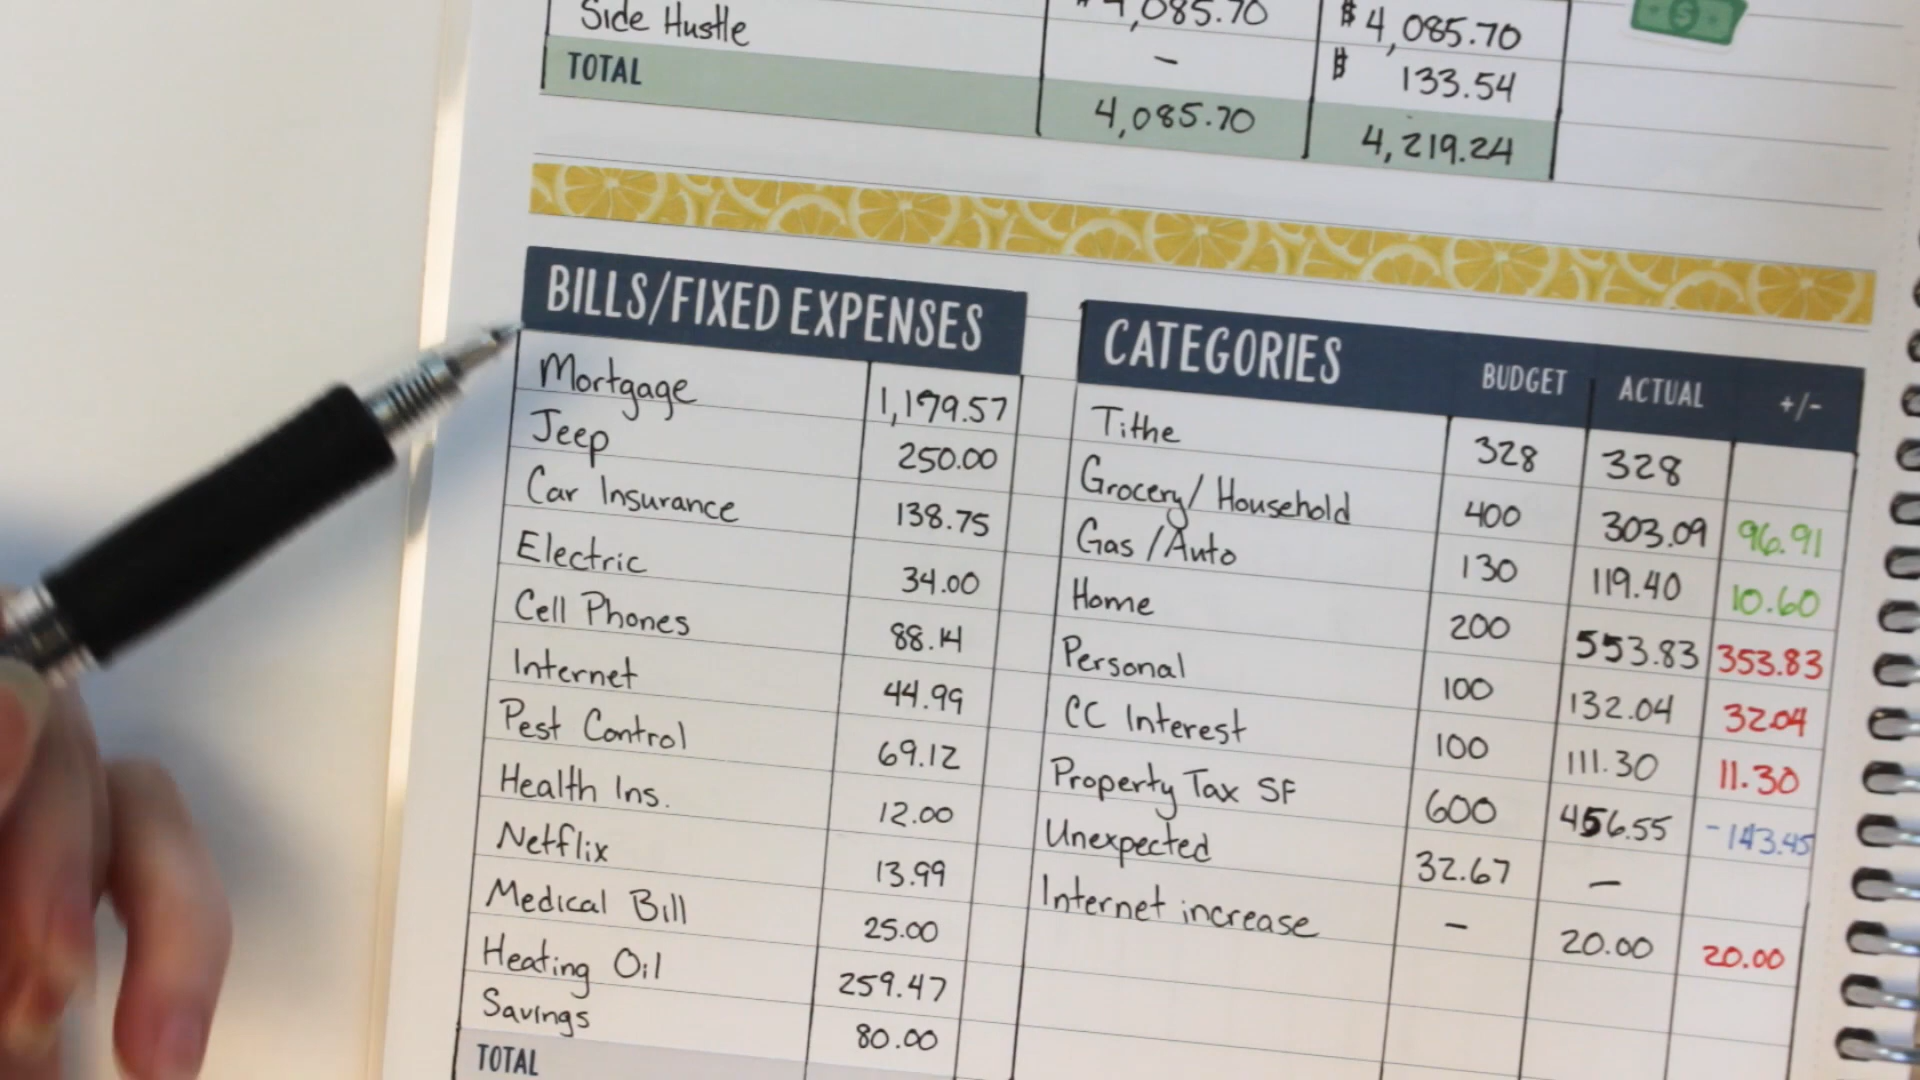 Side Hustle $4,085.70 $4,085.70
TOTAL – $ 133.54
4,085.70 4,219.24
BILLS/FIXED EXPENSES
Mortgage 1,179.57
Jeep 250.00
Car Insurance 138.75
Electric 34.00
Cell Phones 88.14
Internet 44.99
Pest Control 69.12
Health Ins. 12.00
Netflix 13.99
Medical Bill 25.00
Heating Oil 259.47
Savings 80.00
TOTAL
CATEGORIES BUDGET ACTUAL +/-
Tithe 328 328
Grocery/Household 400 303.09 96.91
Gas/Auto 130 119.40 10.60
Home 200 553.83 353.83
Personal 100 132.04 32.04
CC Interest 100 111.30 11.30
Property Tax SF 600 456.55 -143.45
Unexpected 32.67 –
Internet increase – 20.00 20.00